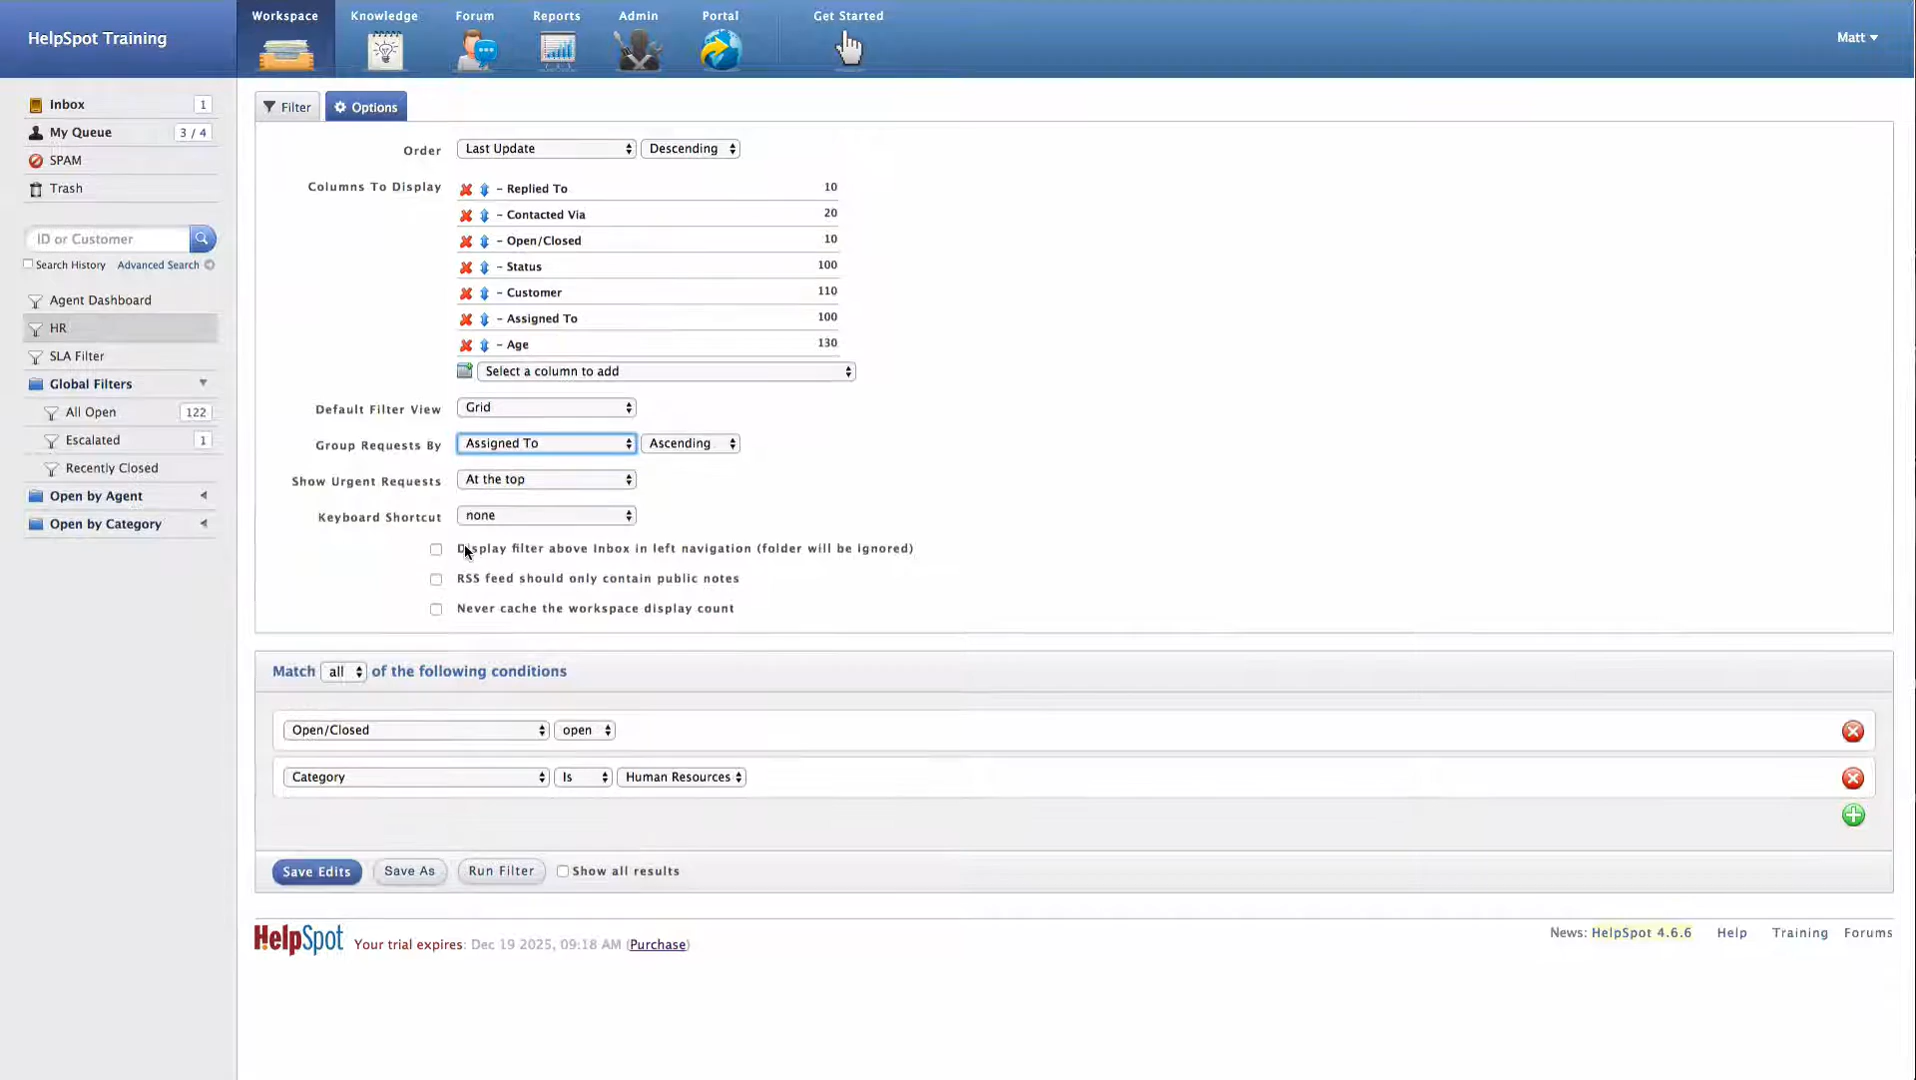 HelpSpot Training
Workspace
Knowledge
Forum
Reports
Admin
Portal
Get Started
Matt
Inbox 1
My Queue 3 / 4
SPAM
Trash
ID or Customer
Search History Advanced Search
Agent Dashboard
HR
SLA Filter
Global Filters
All Open 122
Escalated 1
Recently Closed
Open by Agent
Open by Category
Filter
Options
Order Last Update Descending
Columns To Display – Replied To 10
– Contacted Via 20
– Open/Closed 10
– Status 100
– Customer 110
– Assigned To 100
– Age 130
Select a column to add
Default Filter View Grid
Group Requests By Assigned To Ascending
Show Urgent Requests At the top
Keyboard Shortcut none
Display filter above Inbox in left navigation (folder will be ignored)
RSS feed should only contain public notes
Never cache the workspace display count
Match all of the following conditions
Open/Closed open
Category Is Human Resources
Save Edits Save As Run Filter Show all results
HelpSpot Your trial expires: Dec 19 2025, 09:18 AM (Purchase)
News: HelpSpot 4.6.6 Help Training Forums